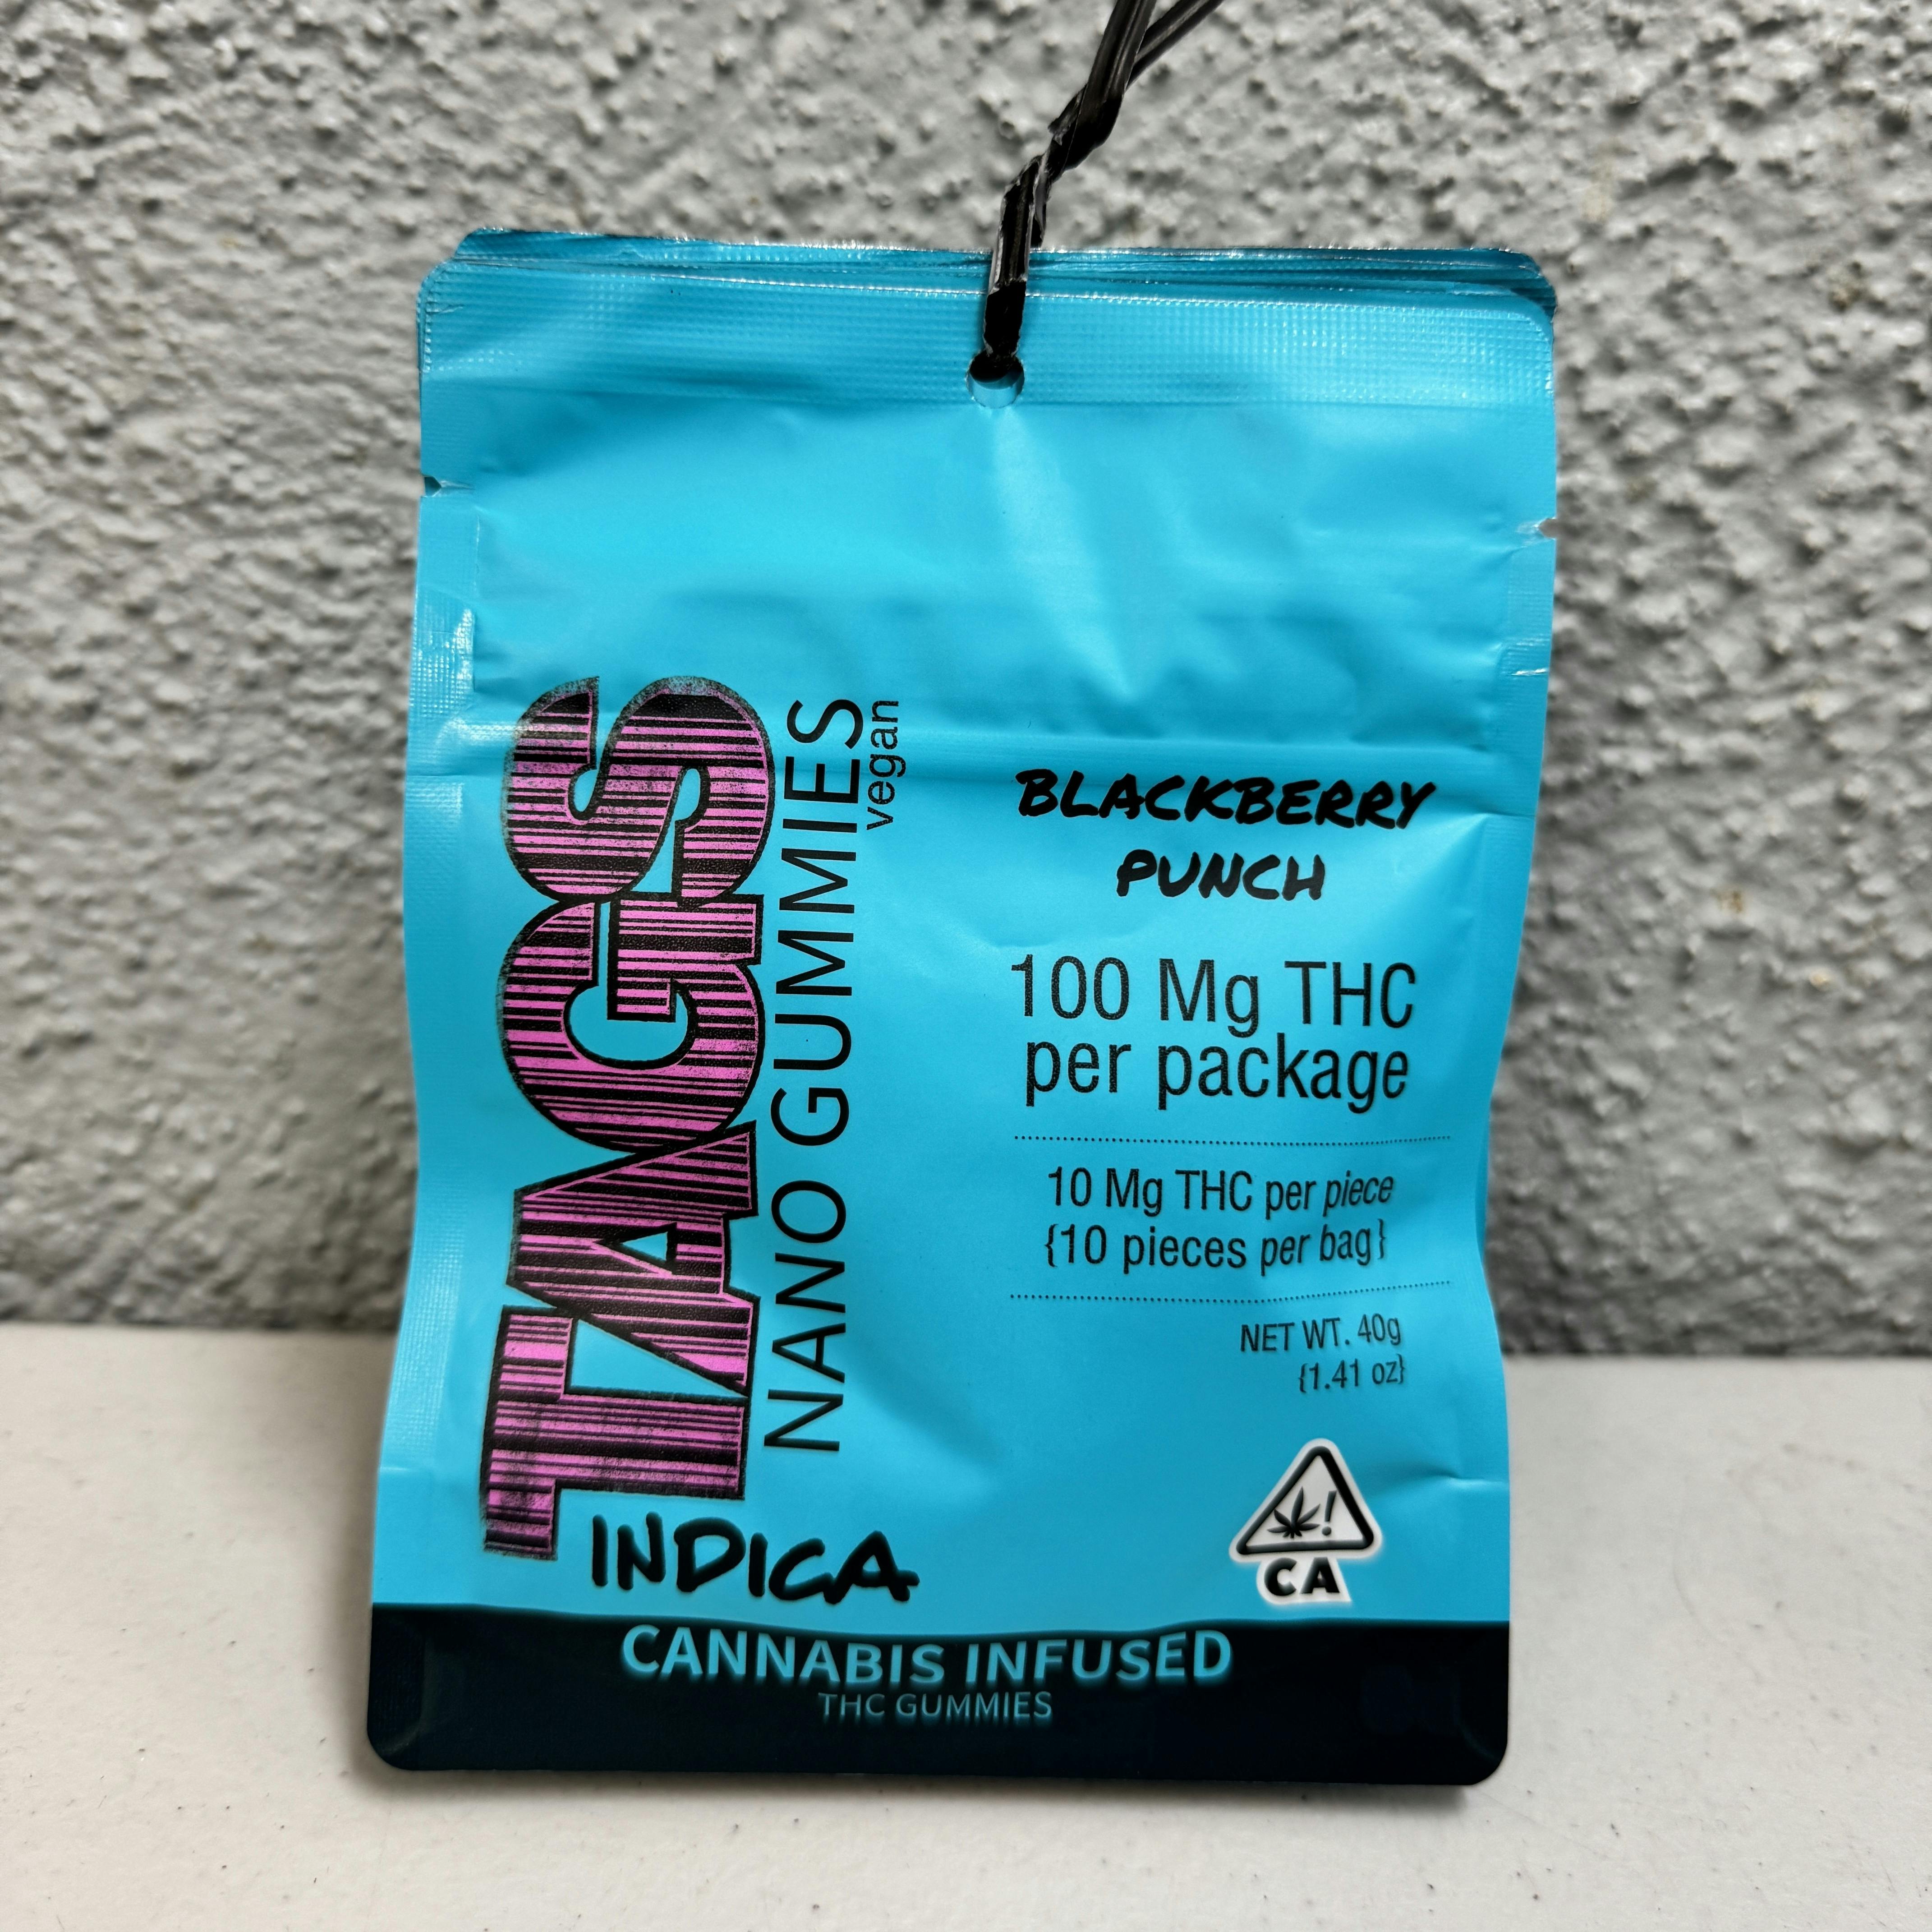 TAGS
NANO GUMMIES
vegan
INDICA
BLACKBERRY
PUNCH
100 Mg THC
per package
10 Mg THC per piece
{10 pieces per bag}
NET WT. 40g
{1.41 oz}
!
CA
CANNABIS INFUSED
THC GUMMIES